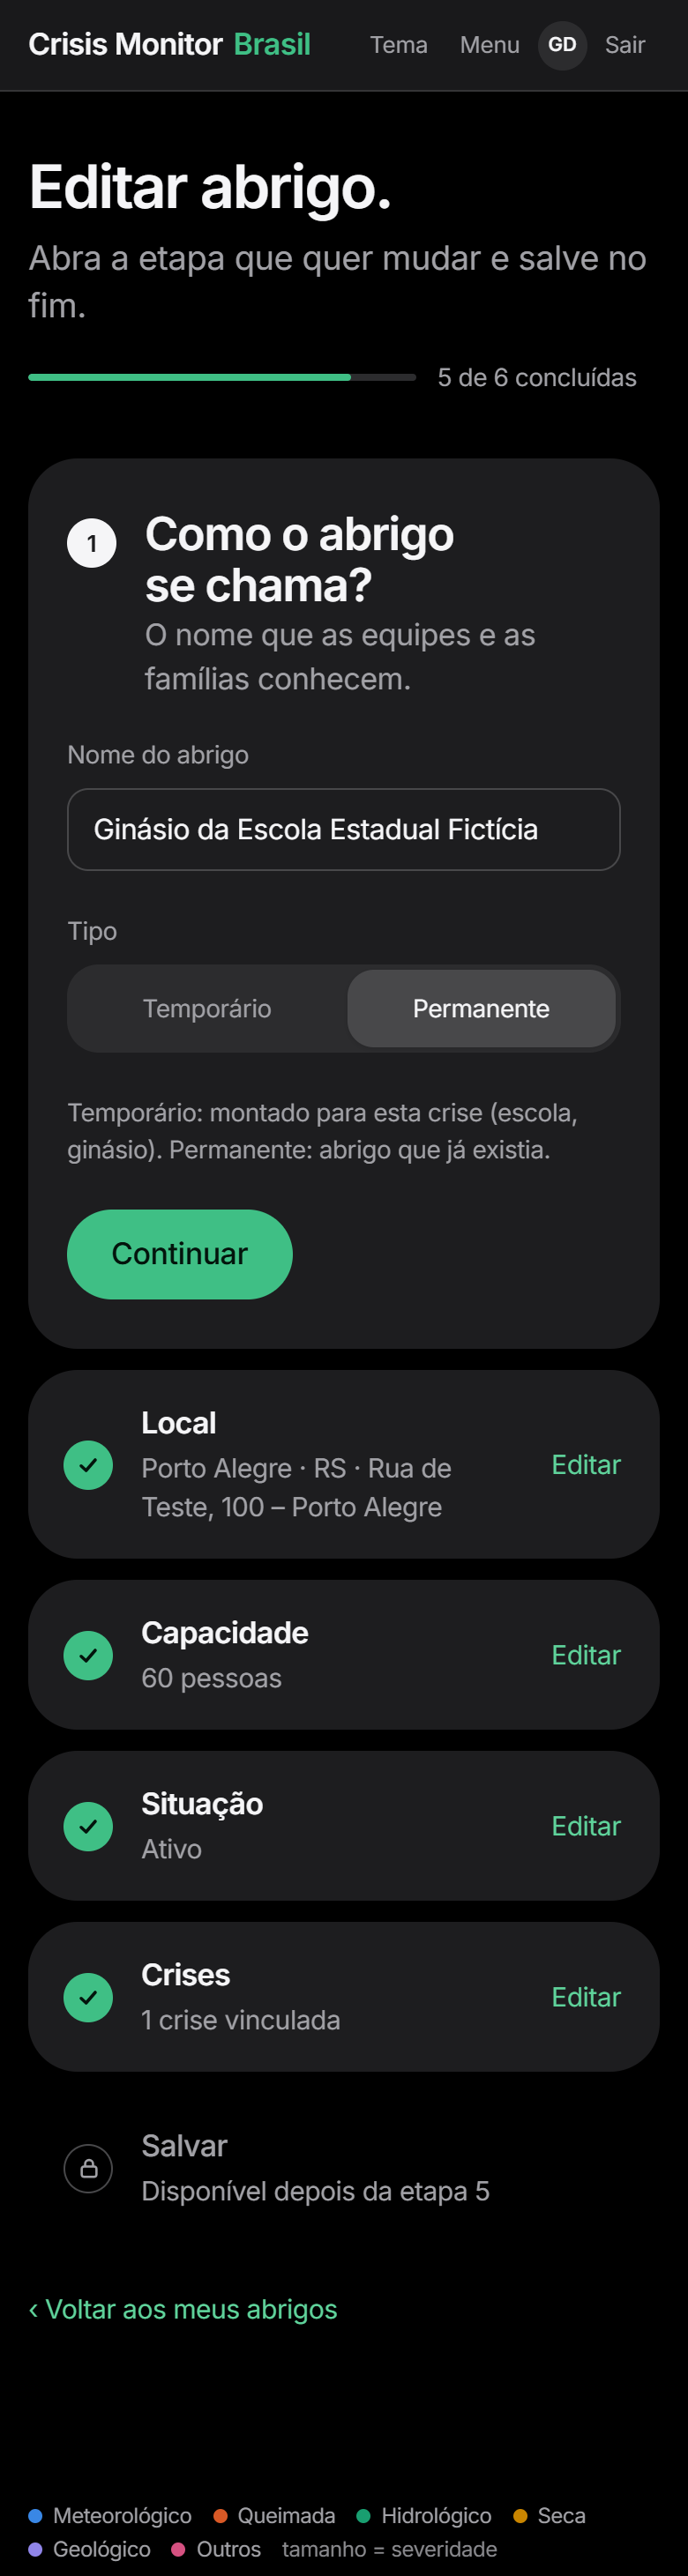 Crisis Monitor Brasil Tema Menu GD Sair
Editar abrigo.
Abra a etapa que quer mudar e salve no
fim.
5 de 6 concluídas
1
Como o abrigo
se chama?
O nome que as equipes e as
famílias conhecem.
Nome do abrigo
Ginásio da Escola Estadual Fictícia
Tipo
Temporário Permanente
Temporário: montado para esta crise (escola,
ginásio). Permanente: abrigo que já existia.
Continuar
Local
Porto Alegre · RS · Rua de
Teste, 100 – Porto Alegre
Editar
Capacidade
60 pessoas
Editar
Situação
Ativo
Editar
Crises
1 crise vinculada
Editar
Salvar
Disponível depois da etapa 5
‹ Voltar aos meus abrigos
Meteorológico Queimada Hidrológico Seca
Geológico Outros tamanho = severidade